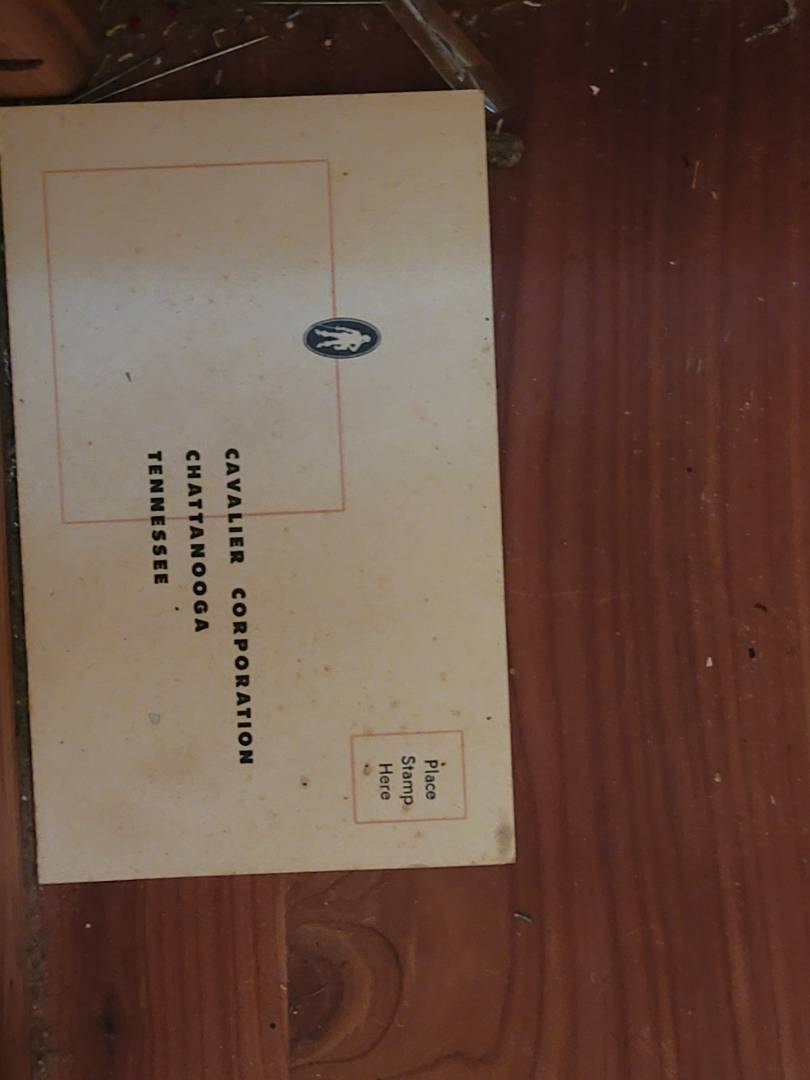 Place
Stamp
Here
CAVALIER CORPORATION
CHATTANOOGA
TENNESSEE